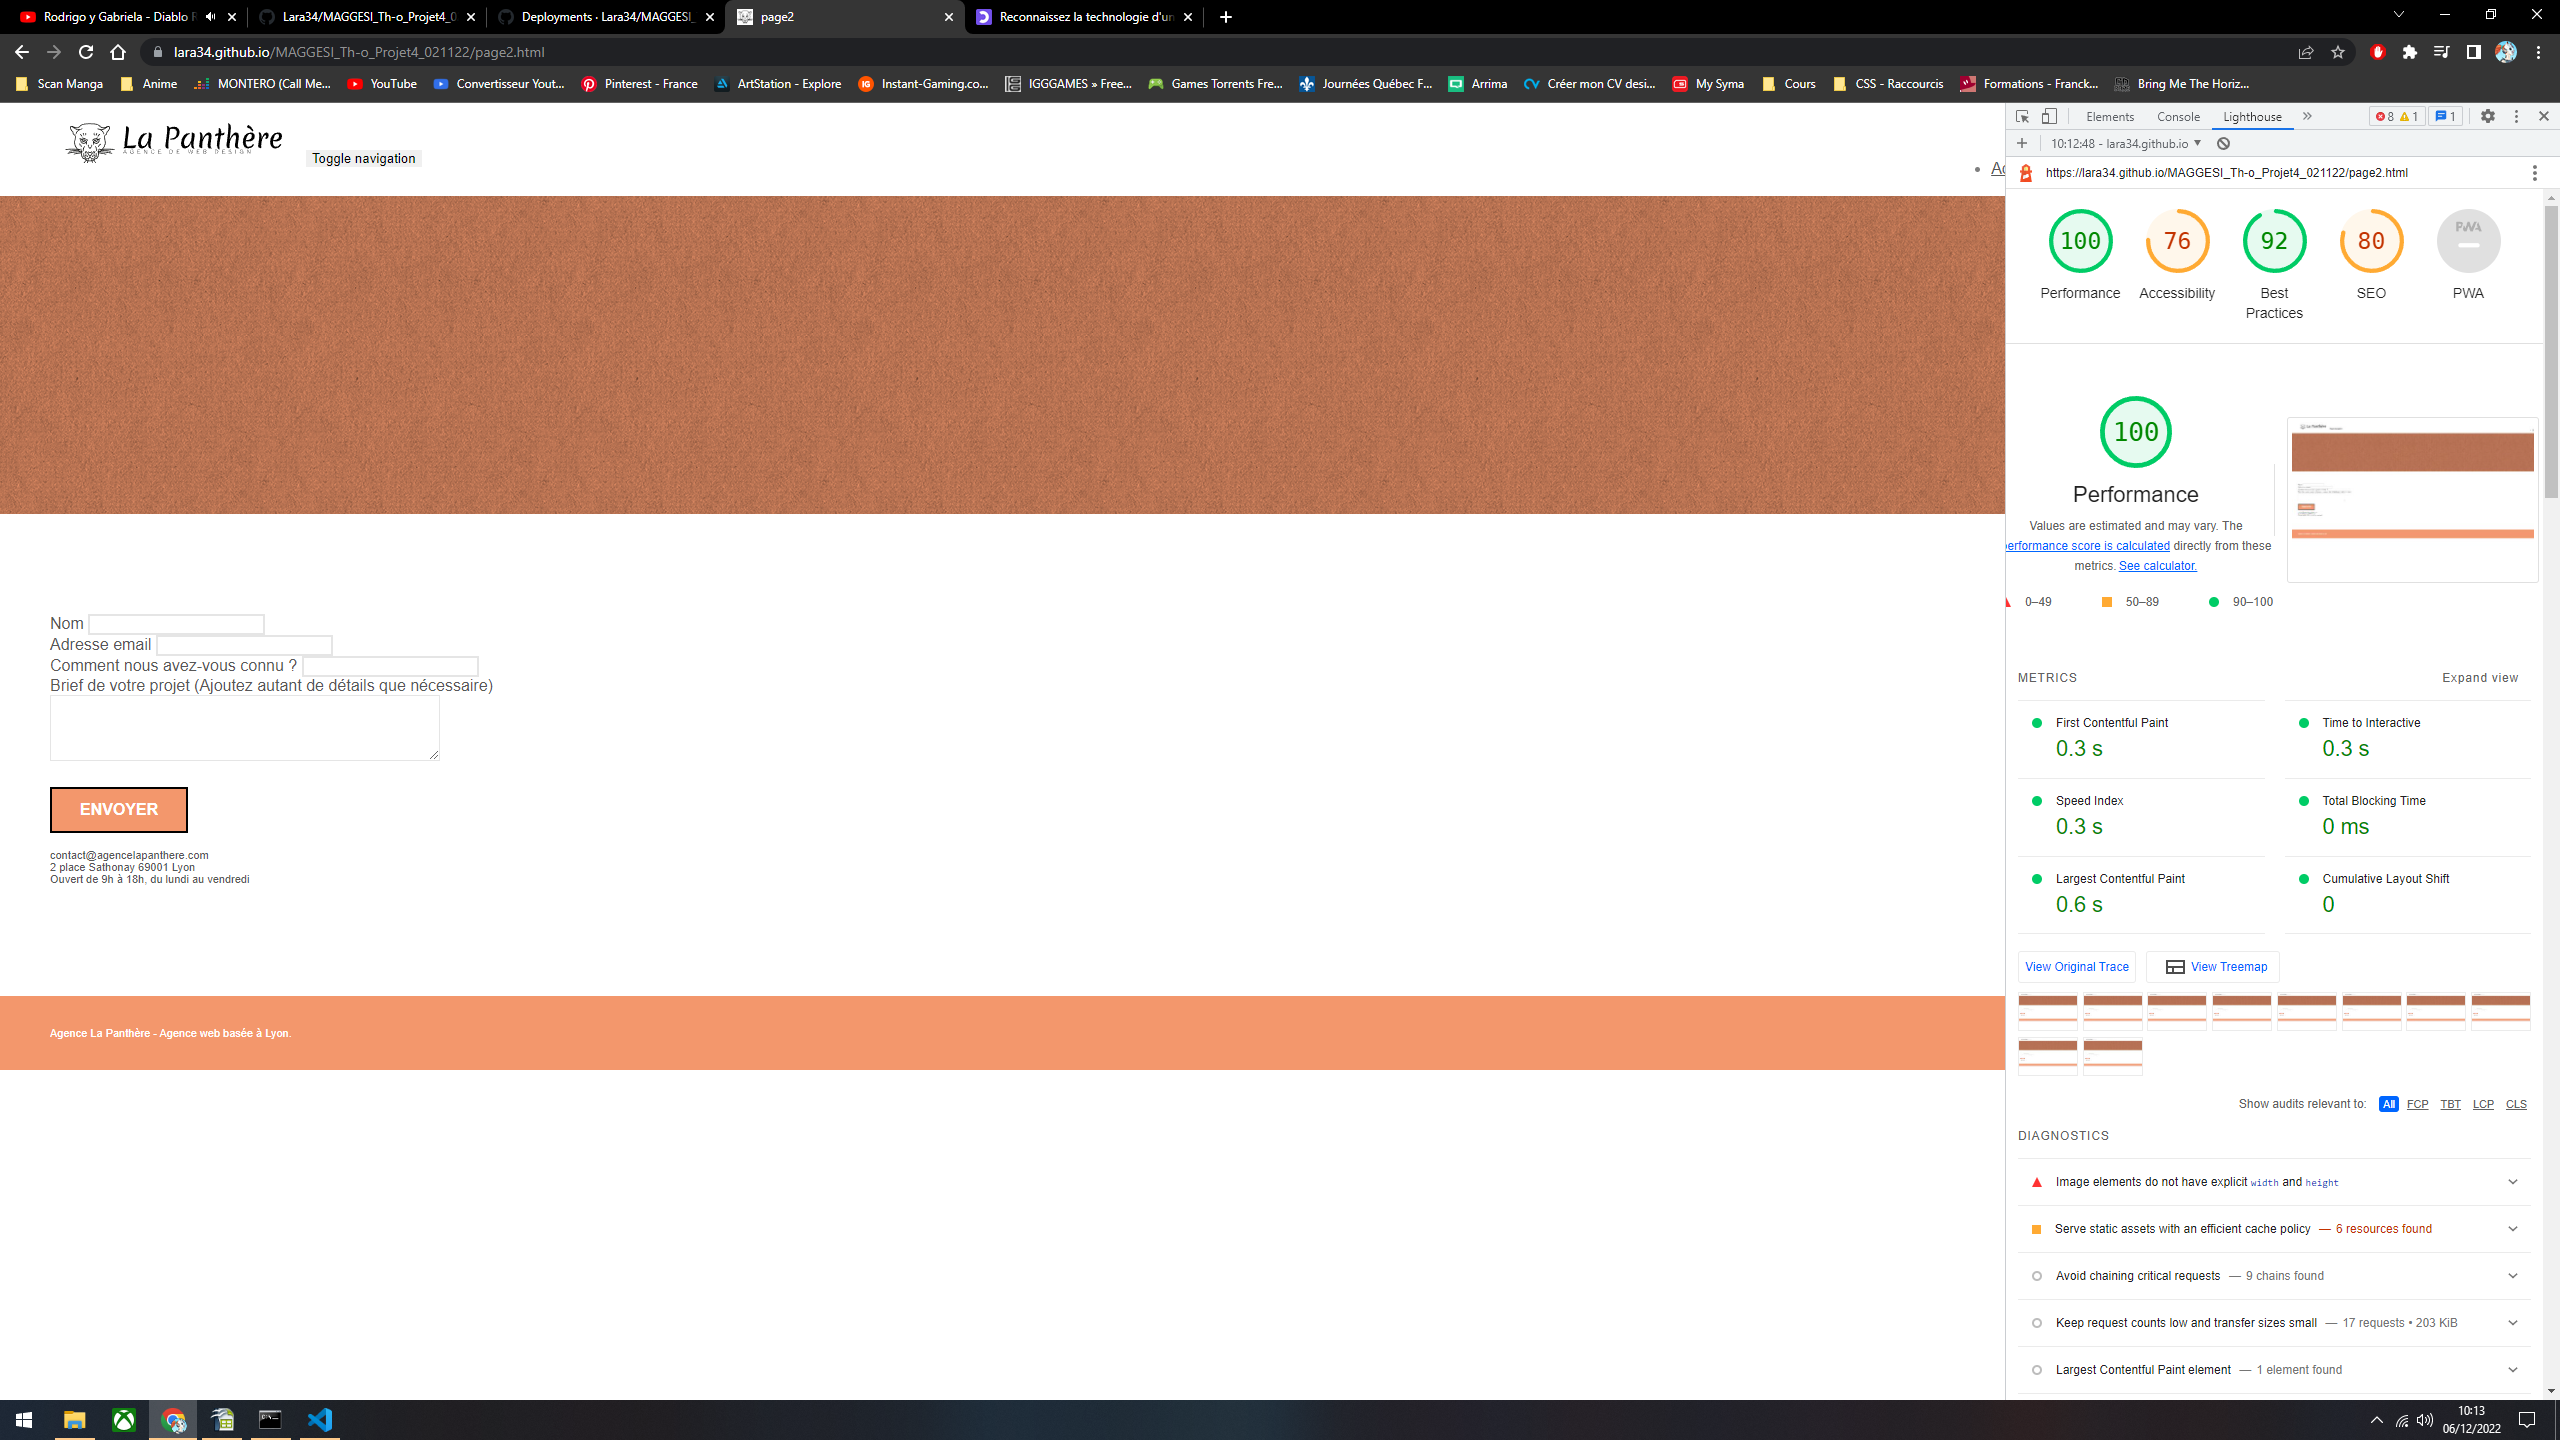 Rodrigo y Gabriela - Diablo R
Lara34/MAGGESI_Th-o_Projet4_0
Deployments · Lara34/MAGGESI_
page2
Reconnaissez la technologie d'un
lara34.github.io/MAGGESI_Th-o_Projet4_021122/page2.html
Scan Manga
Anime
MONTERO (Call Me...
YouTube
Convertisseur Yout...
Pinterest - France
ArtStation - Explore
Instant-Gaming.co...
IGGGAMES » Free...
Games Torrents Fre...
Journées Québec F...
Arrima
Créer mon CV desi...
My Syma
Cours
CSS - Raccourcis
Formations - Franck...
Bring Me The Horiz...
La Panthère
AGENCE DE WEB DESIGN
Toggle navigation
Nom
Adresse email
Comment nous avez-vous connu ?
Brief de votre projet (Ajoutez autant de détails que nécessaire)
ENVOYER
contact@agencelapanthere.com
2 place Sathonay 69001 Lyon
Ouvert de 9h à 18h, du lundi au vendredi
Agence La Panthère - Agence web basée à Lyon.
Elements
Console
Lighthouse
8
1
1
10:12:48 - lara34.github.io
https://lara34.github.io/MAGGESI_Th-o_Projet4_021122/page2.html
100
76
92
80
PWA
Performance
Accessibility
Best
Practices
SEO
PWA
100
Performance
Values are estimated and may vary. The
performance score is calculated directly from these
metrics. See calculator.
0–49
50–89
90–100
METRICS
Expand view
First Contentful Paint
0.3 s
Time to Interactive
0.3 s
Speed Index
0.3 s
Total Blocking Time
0 ms
Largest Contentful Paint
0.6 s
Cumulative Layout Shift
0
View Original Trace
View Treemap
Show audits relevant to: All FCP TBT LCP CLS
DIAGNOSTICS
Image elements do not have explicit width and height
Serve static assets with an efficient cache policy — 6 resources found
Avoid chaining critical requests — 9 chains found
Keep request counts low and transfer sizes small — 17 requests • 203 KiB
Largest Contentful Paint element — 1 element found
10:13
06/12/2022